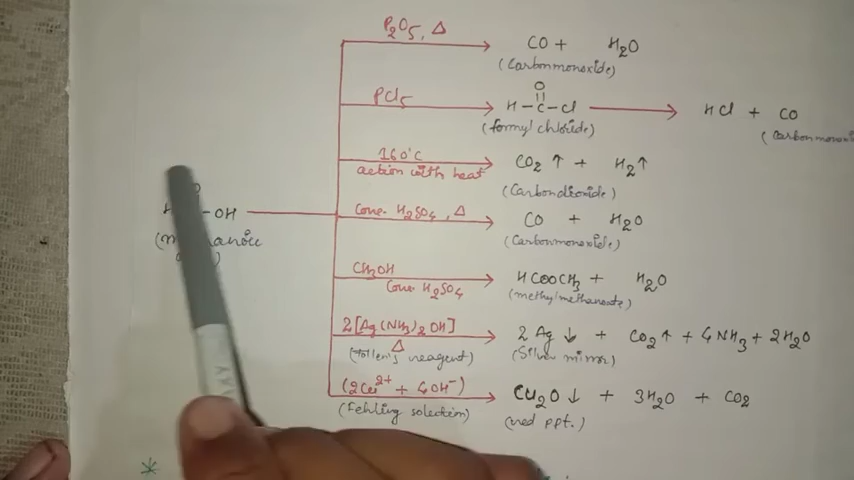 P₂O₅, Δ
CO + H₂O
(Carbonmonoxide)
PCl₅
O
H–C–Cl
HCl + CO
(formyl chloride)
(Carbonmonoxi
160°C
CO₂ ↑ + H₂↑
action with heat
(Carbondioxide)
OH
Conc. H₂SO₄, Δ
CO + H₂O
(Carbonmonoxide)
CH₃OH
HCOOCH₃ + H₂O
Conc H₂SO₄
(methylmethanoate)
2[Ag(NH₃)₂OH]
2Ag ↓ + CO₂↑ + 4NH₃ + 2H₂O
Δ
(Tollen's reagent)
(Silver mirror)
(2Cu²⁺ + 4OH⁻)
Cu₂O ↓ + 3H₂O + CO₂
(Fehling solection)
(red ppt.)
*